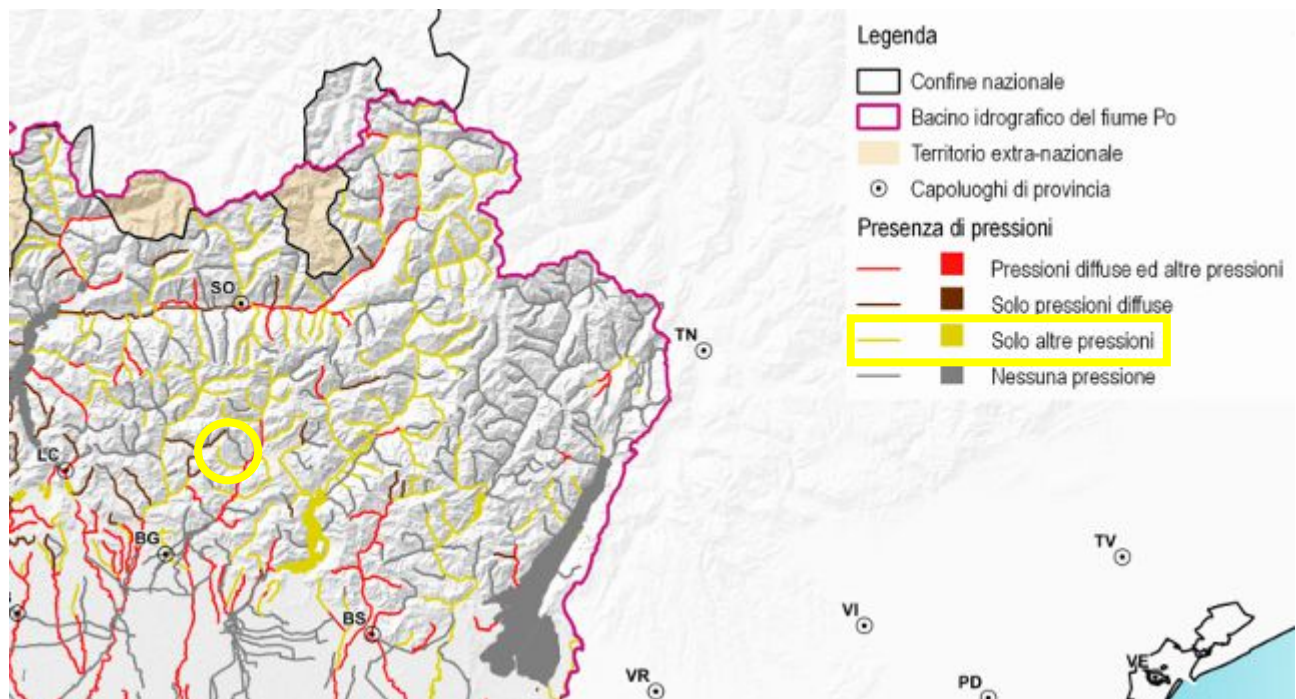 Legenda
Confine nazionale
Bacino idrografico del fiume Po
Territorio extra-nazionale
Capoluoghi di provincia
Presenza di pressioni
Pressioni diffuse ed altre pressioni
Solo pressioni diffuse
Solo altre pressioni
Nessuna pressione
SO
TN
LC
BG
TV
BS
VI
VE
VR
PD